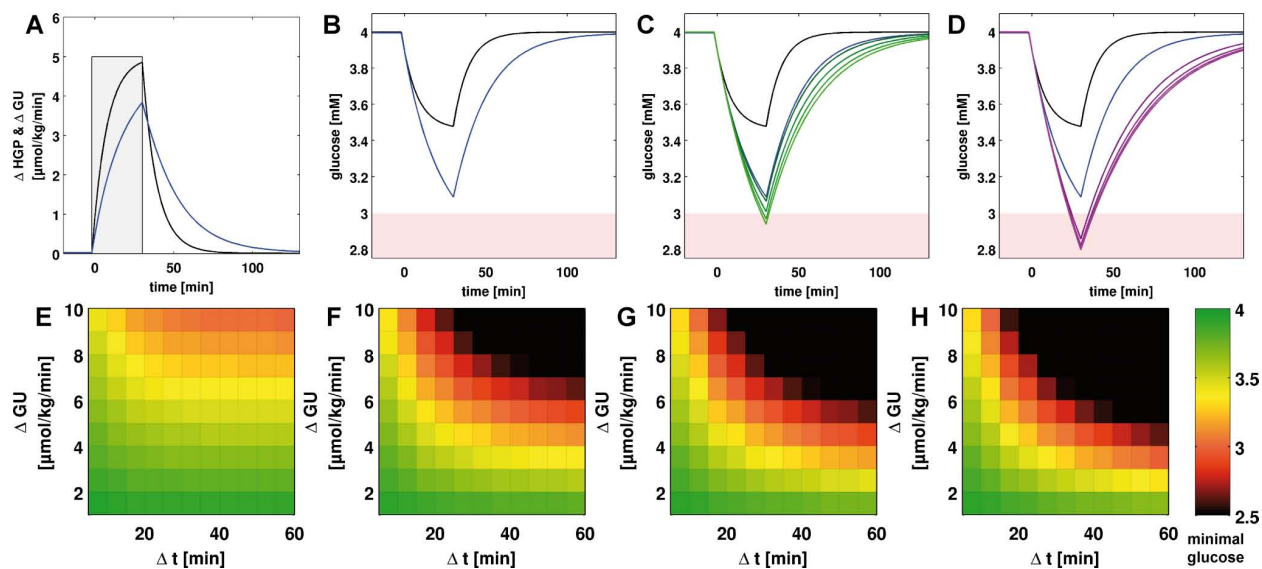 A
6
5
4
3
2
1
0
Δ HGP & Δ GU
[µmol/kg/min]
0
50
100
time [min]
B
4
3.8
3.6
3.4
3.2
3
2.8
glucose [mM]
0
50
100
time [min]
C
4
3.8
3.6
3.4
3.2
3
2.8
glucose [mM]
0
50
100
time [min]
D
4
3.8
3.6
3.4
3.2
3
2.8
glucose [mM]
0
50
100
time [min]
E
10
8
6
4
2
Δ GU
[µmol/kg/min]
20
40
60
Δ t [min]
F
10
8
6
4
2
Δ GU
[µmol/kg/min]
20
40
60
Δ t [min]
G
10
8
6
4
2
Δ GU
[µmol/kg/min]
20
40
60
Δ t [min]
H
10
8
6
4
2
Δ GU
[µmol/kg/min]
20
40
60
Δ t [min]
4
3.5
3
2.5
minimal
glucose